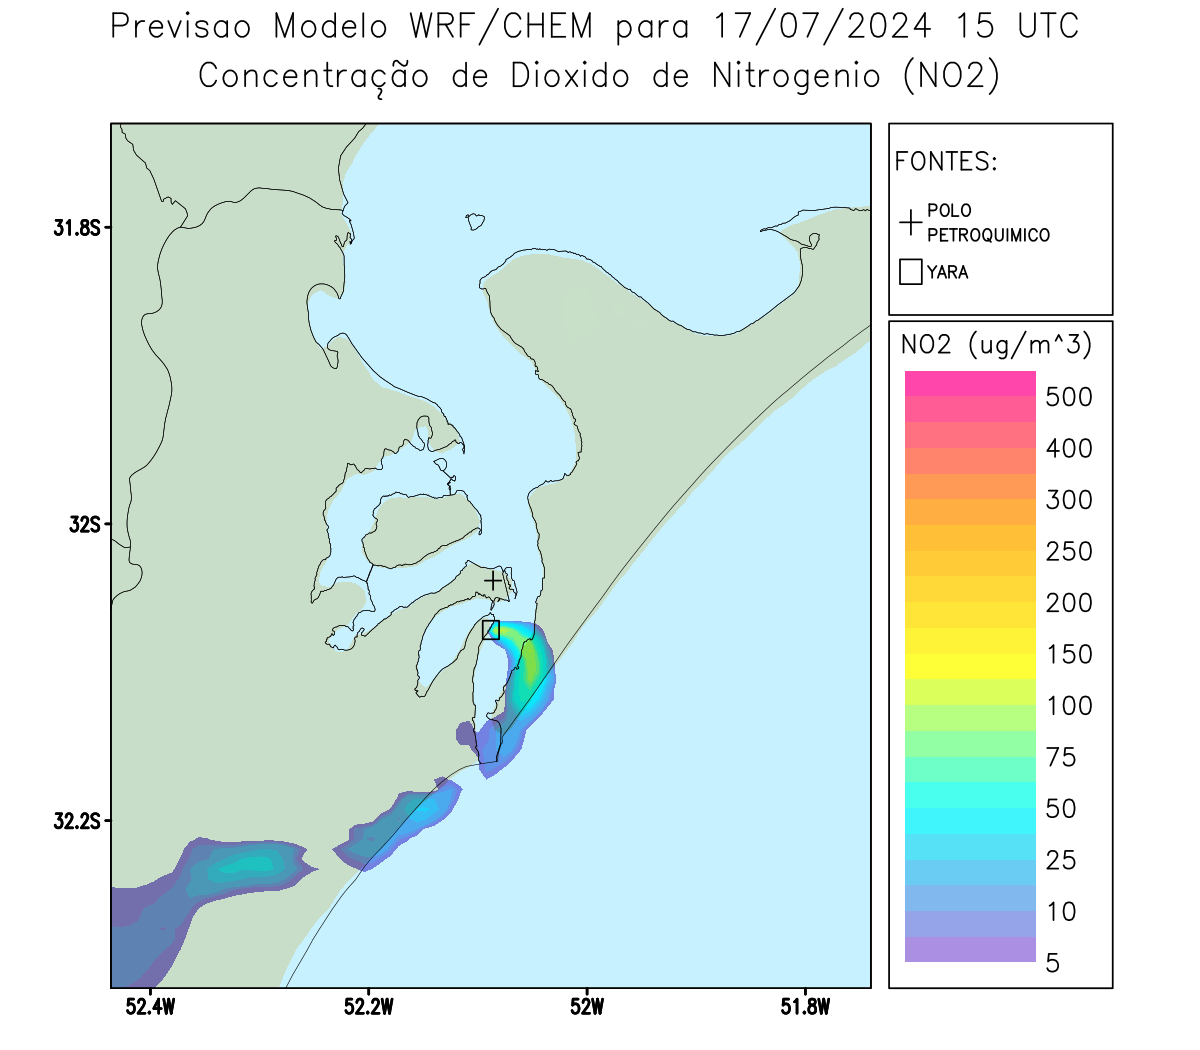 Previsao Modelo WRF/CHEM para 17/07/2024 15 UTC
Concentração de Dioxido de Nitrogenio (NO2)
FONTES:
POLO
PETROQUIMICO
YARA
31.8S
32S
32.2S
52.4W
52.2W
52W
51.8W
NO2 (ug/m^3)
500
400
300
250
200
150
100
75
50
25
10
5